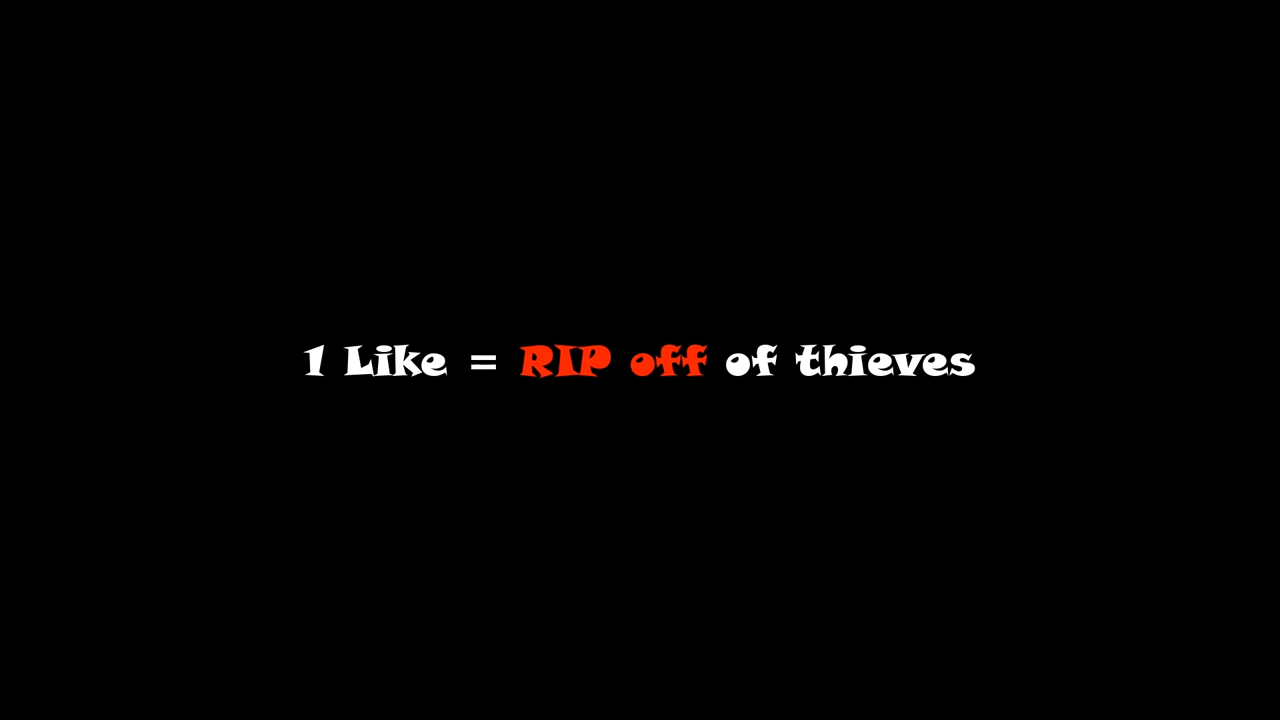 1 Like = RIP off of thieves